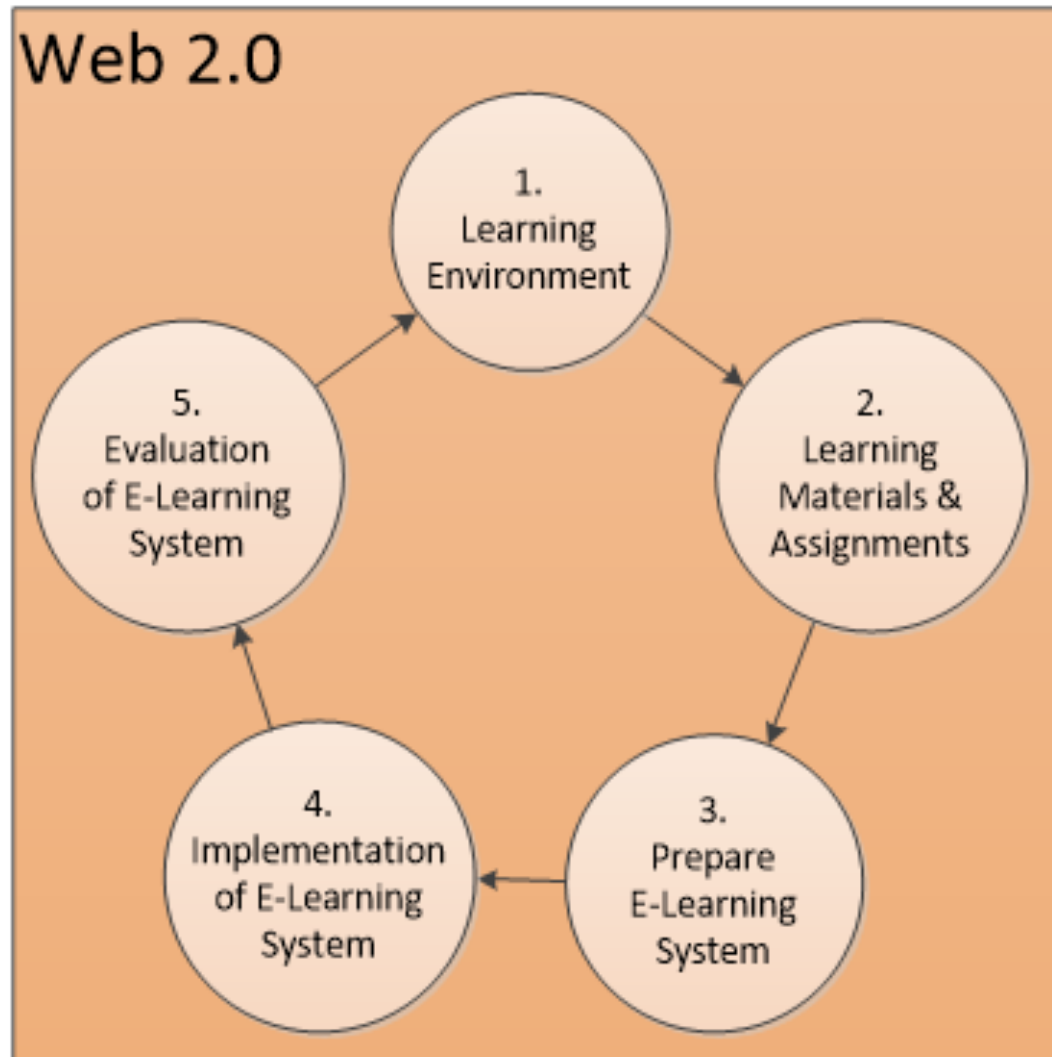 Web 2.0
1.
Learning
Environment
2.
Learning
Materials &
Assignments
3.
Prepare
E-Learning
System
4.
Implementation
of E-Learning
System
5.
Evaluation
of E-Learning
System